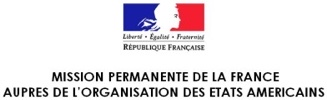 Liberté • Égalité • Fraternité
RÉPUBLIQUE FRANÇAISE
MISSION PERMANENTE DE LA FRANCE
AUPRES DE L'ORGANISATION DES ETATS AMERICAINS